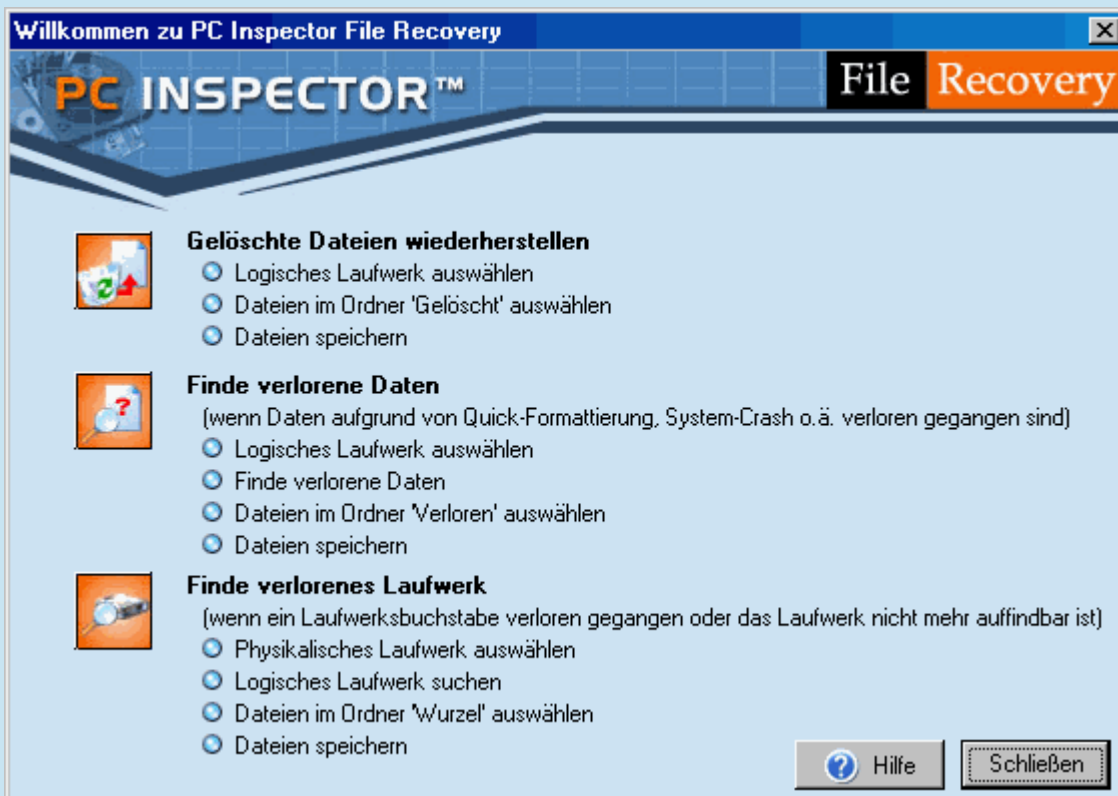 Willkommen zu PC Inspector File Recovery
PC INSPECTOR™
File Recovery
Gelöschte Dateien wiederherstellen
Logisches Laufwerk auswählen
Dateien im Ordner 'Gelöscht' auswählen
Dateien speichern
Finde verlorene Daten
(wenn Daten aufgrund von Quick-Formattierung, System-Crash o.ä. verloren gegangen sind)
Logisches Laufwerk auswählen
Finde verlorene Daten
Dateien im Ordner 'Verloren' auswählen
Dateien speichern
Finde verlorenes Laufwerk
(wenn ein Laufwerksbuchstabe verloren gegangen oder das Laufwerk nicht mehr auffindbar ist)
Physikalisches Laufwerk auswählen
Logisches Laufwerk suchen
Dateien im Ordner 'Wurzel' auswählen
Dateien speichern
Hilfe
Schließen